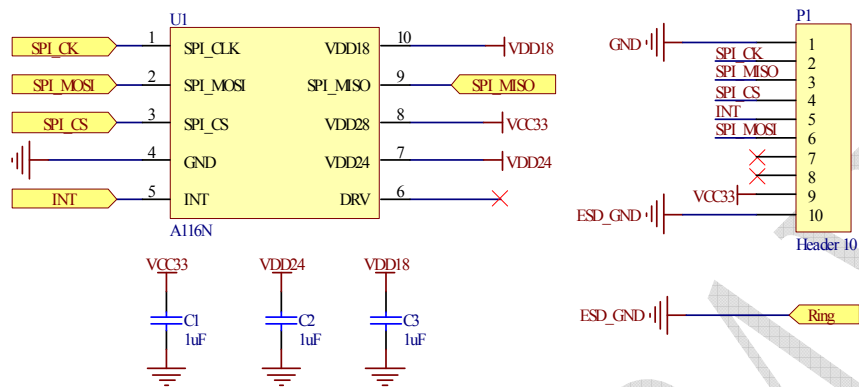 U1
SPI_CK 1 SPI_CLK VDD18 10 VDD18
SPI_MOSI 2 SPI_MOSI SPI_MISO 9 SPI_MISO
SPI_CS 3 SPI_CS VDD28 8 VCC33
4 GND VDD24 7 VDD24
INT 5 INT DRV 6
A116N
VCC33 VDD24 VDD18
C1 C2 C3
1uF 1uF 1uF
P1
GND 1
SPI_CK 2
SPI_MISO 3
SPI_CS 4
INT 5
SPI_MOSI 6
7
8
VCC33 9
ESD_GND 10
Header 10
ESD_GND Ring